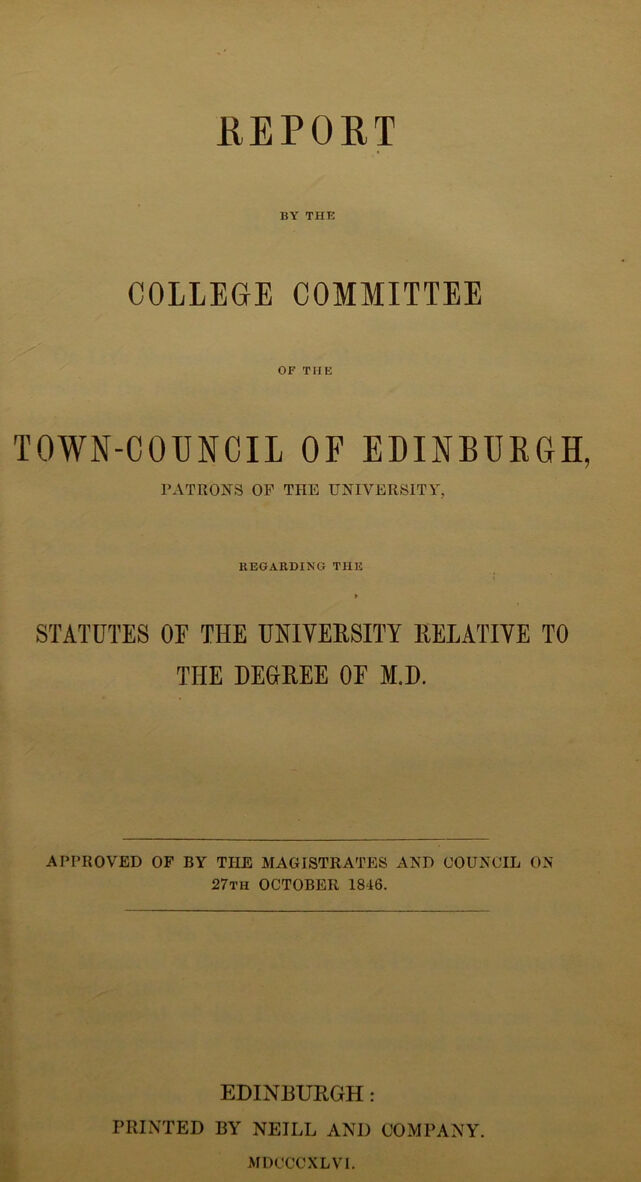 REPORT
BY THE
COLLEGE COMMITTEE
OF THE
TOWN-COUNCIL OF EDINBURGH,
PATRONS OF THE UNIVERSITY,
REGARDING THE
STATUTES OF THE UNIVERSITY RELATIVE TO
THE DEGREE OF M.D.
APPROVED OF BY THE MAGISTRATES AND COUNCIL ON
27TH OCTOBER 1846.
EDINBURGH:
PRINTED BY NEILL AND COMPANY.
MDCCCXLVI.